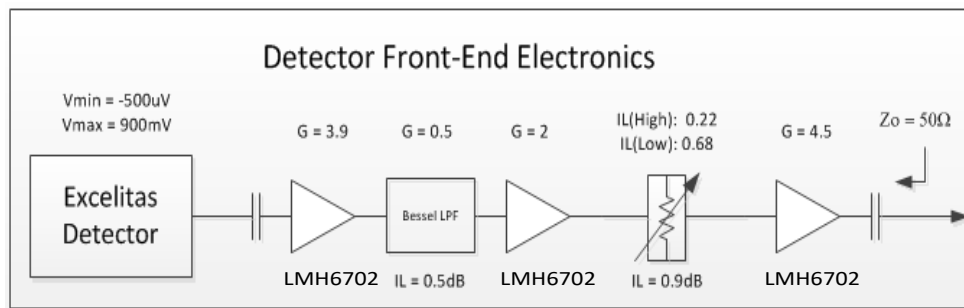 Detector Front-End Electronics
Vmin = -500uV
Vmax = 900mV
G = 3.9
G = 0.5
G = 2
IL(High): 0.22
IL(Low): 0.68
G = 4.5
Zo = 50Ω
Excelitas
Detector
Bessel LPF
LMH6702
IL = 0.5dB
LMH6702
IL = 0.9dB
LMH6702